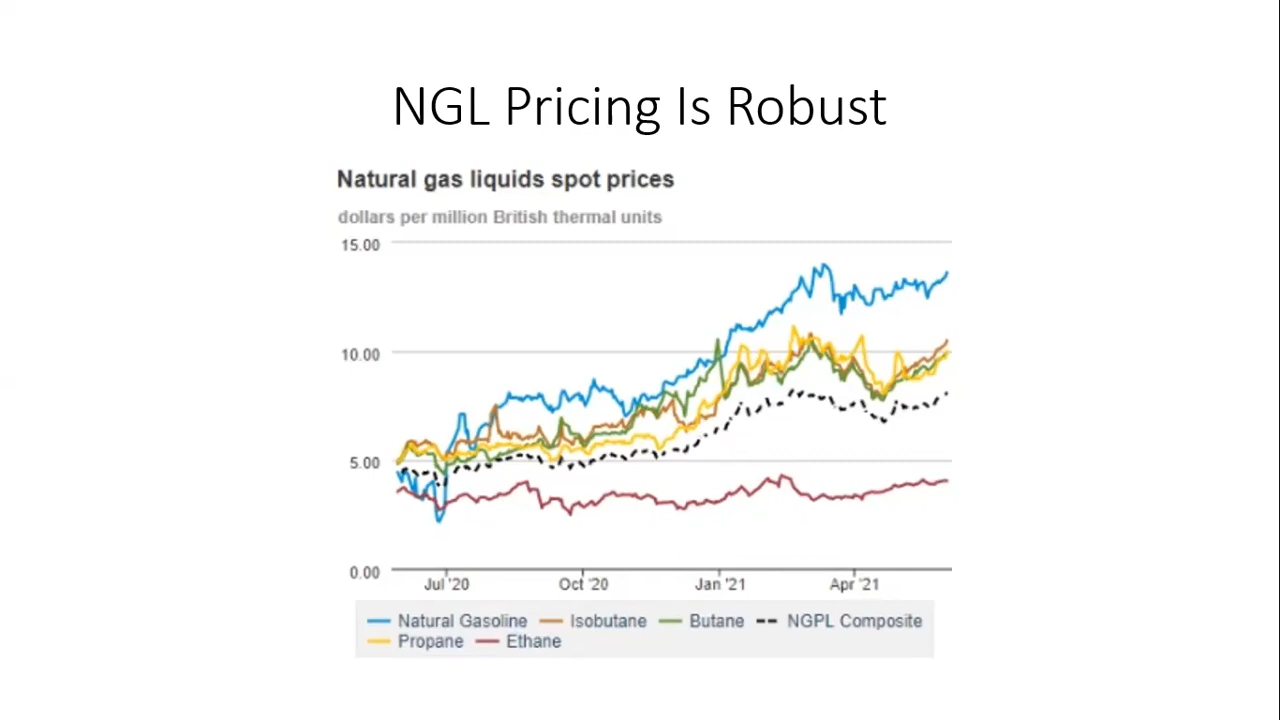 NGL Pricing Is Robust
Natural gas liquids spot prices
dollars per million British thermal units
15.00
10.00
5.00
0.00
Jul '20 Oct '20 Jan '21 Apr '21
Natural Gasoline Isobutane Butane NGPL Composite
Propane Ethane